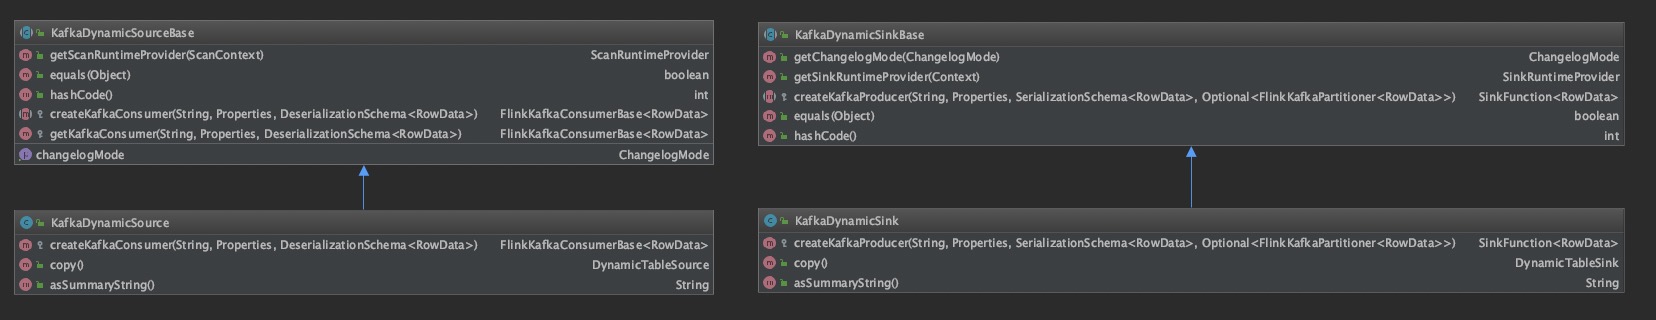 KafkaDynamicSourceBase
getScanRuntimeProvider(ScanContext) ScanRuntimeProvider
equals(Object) boolean
hashCode() int
createKafkaConsumer(String, Properties, DeserializationSchema<RowData>) FlinkKafkaConsumerBase<RowData>
getKafkaConsumer(String, Properties, DeserializationSchema<RowData>) FlinkKafkaConsumerBase<RowData>
changelogMode ChangelogMode
KafkaDynamicSource
createKafkaConsumer(String, Properties, DeserializationSchema<RowData>) FlinkKafkaConsumerBase<RowData>
copy() DynamicTableSource
asSummaryString() String
KafkaDynamicSinkBase
getChangelogMode(ChangelogMode) ChangelogMode
getSinkRuntimeProvider(Context) SinkRuntimeProvider
createKafkaProducer(String, Properties, SerializationSchema<RowData>, Optional<FlinkKafkaPartitioner<RowData>>) SinkFunction<RowData>
equals(Object) boolean
hashCode() int
KafkaDynamicSink
createKafkaProducer(String, Properties, SerializationSchema<RowData>, Optional<FlinkKafkaPartitioner<RowData>>) SinkFunction<RowData>
copy() DynamicTableSink
asSummaryString() String